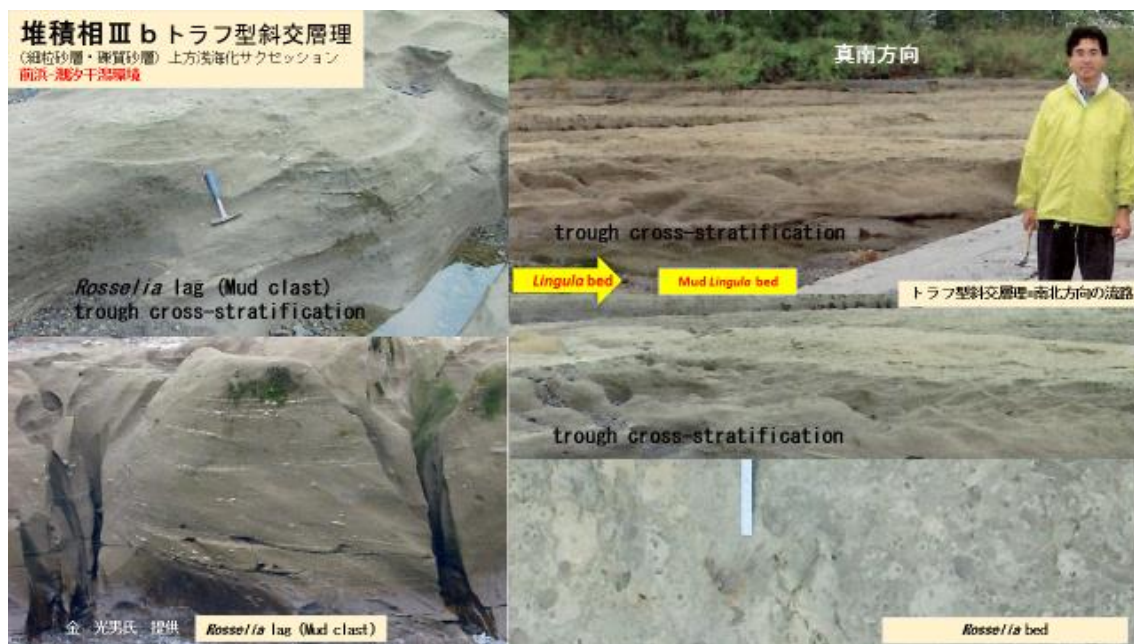 堆積相Ⅲb トラフ型斜交層理
(細粒砂層・礫質砂層) 上方浅海化サクセッション
前浜-潮汐干潟環境
Rosselia lag (Mud clast)
trough cross-stratification
真南方向
trough cross-stratification
Lingula bed
Mud Lingula bed
トラフ型斜交層理=南北方向の流路
trough cross-stratification
金 光男氏 提供
Rosselia lag (Mud clast)
Rosselia bed